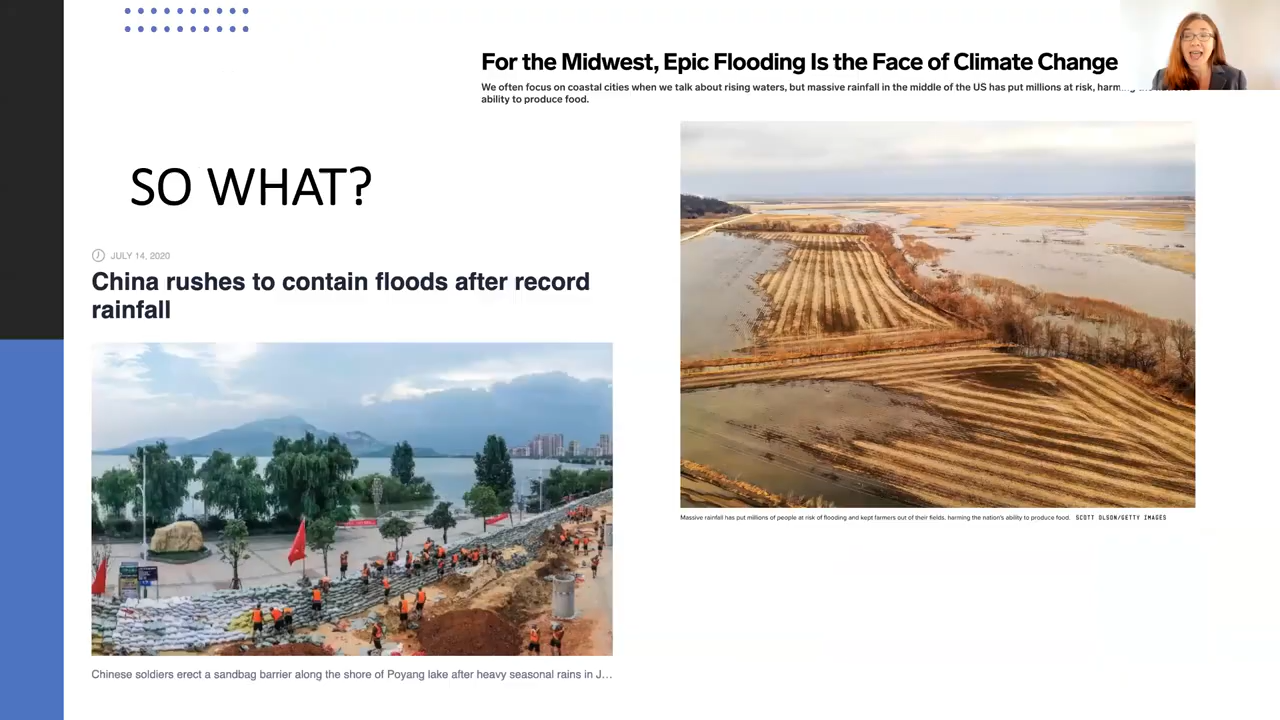 For the Midwest, Epic Flooding Is the Face of Climate Change
We often focus on coastal cities when we talk about rising waters, but massive rainfall in the middle of the US has put millions at risk,
ability to produce food.
SO WHAT?
JULY 14, 2020
China rushes to contain floods after record
rainfall
Massive rainfall has put millions of people at risk of flooding and kept farmers out of their fields, harming the nation's ability to produce food. SCOTT OLSON/GETTY IMAGES
Chinese soldiers erect a sandbag barrier along the shore of Poyang lake after heavy seasonal rains in J...